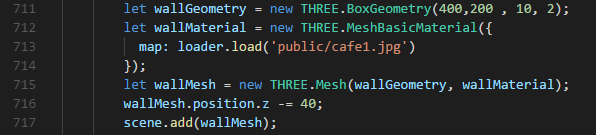 711 let wallGeometry = new THREE.BoxGeometry(400,200 , 10, 2);
712 let wallMaterial = new THREE.MeshBasicMaterial({
713 map: loader.load('public/cafe1.jpg')
714 });
715 let wallMesh = new THREE.Mesh(wallGeometry, wallMaterial);
716 wallMesh.position.z -= 40;
717 scene.add(wallMesh);